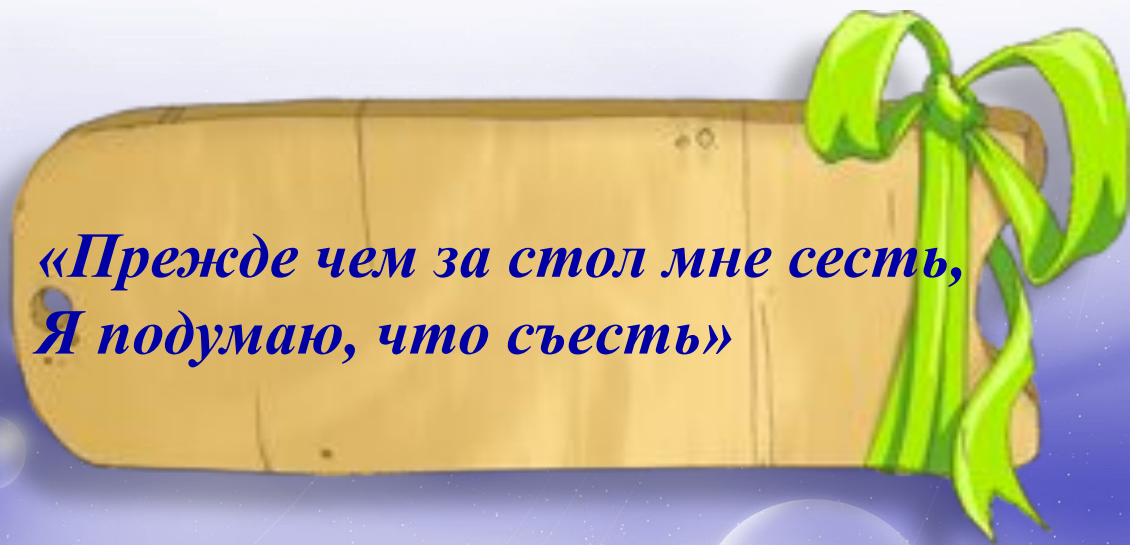 «Прежде чем за стол мне сесть,
Я подумаю, что съесть»